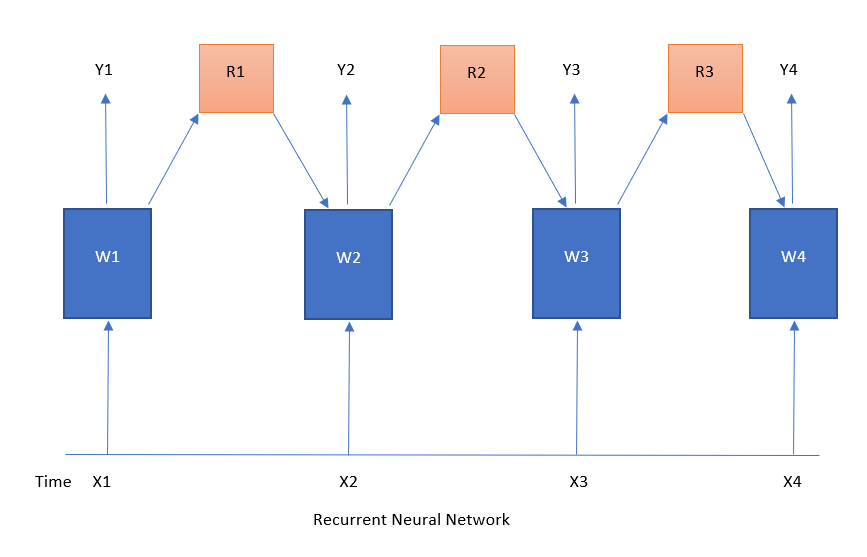 Y1 R1 Y2 R2 Y3 R3 Y4
W1 W2 W3 W4
Time X1 X2 X3 X4
Recurrent Neural Network